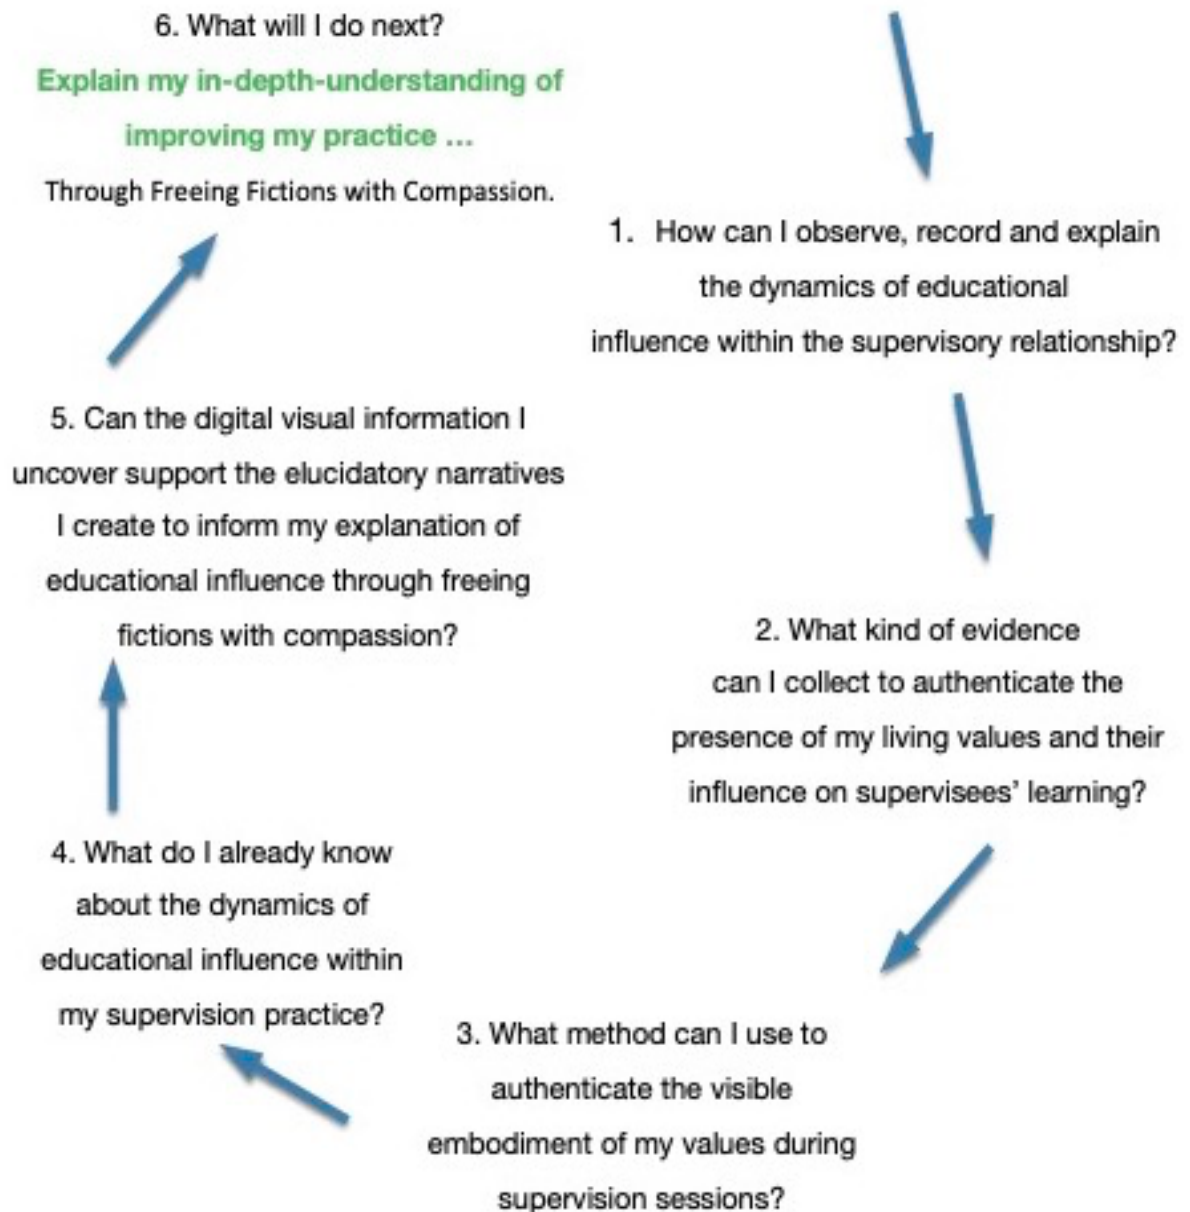 6. What will I do next?
Explain my in-depth-understanding of
improving my practice ...
Through Freeing Fictions with Compassion.
1. How can I observe, record and explain
the dynamics of educational
influence within the supervisory relationship?
2. What kind of evidence
can I collect to authenticate the
presence of my living values and their
influence on supervisees’ learning?
3. What method can I use to
authenticate the visible
embodiment of my values during
supervision sessions?
4. What do I already know
about the dynamics of
educational influence within
my supervision practice?
5. Can the digital visual information I
uncover support the elucidatory narratives
I create to inform my explanation of
educational influence through freeing
fictions with compassion?